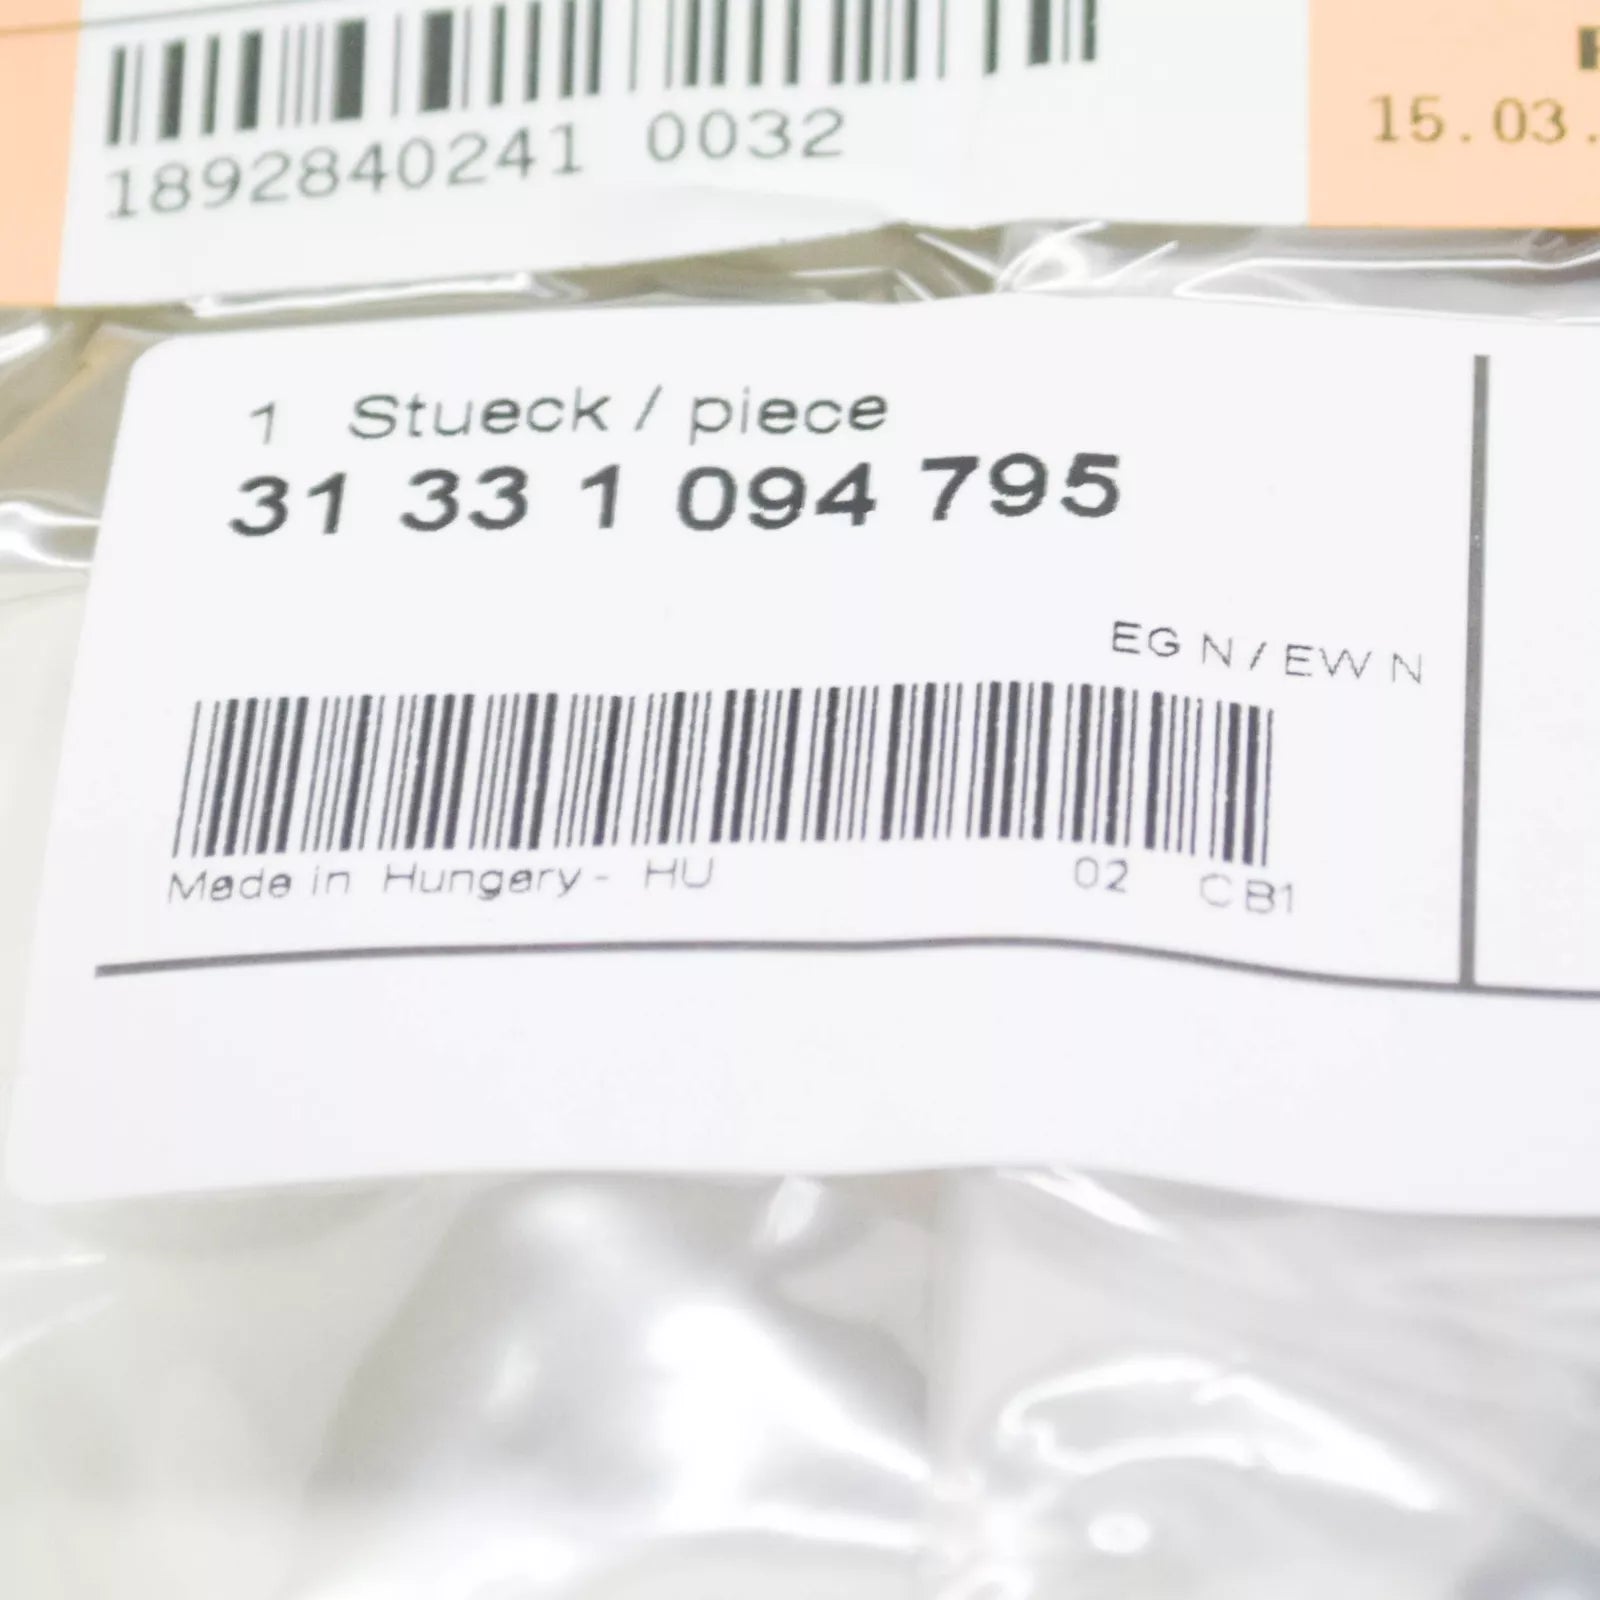 15.03.
1892840241 0032
1 Stueck / piece
31 33 1 094 795
EG N / EW N
Made in Hungary - HU 02 CB1